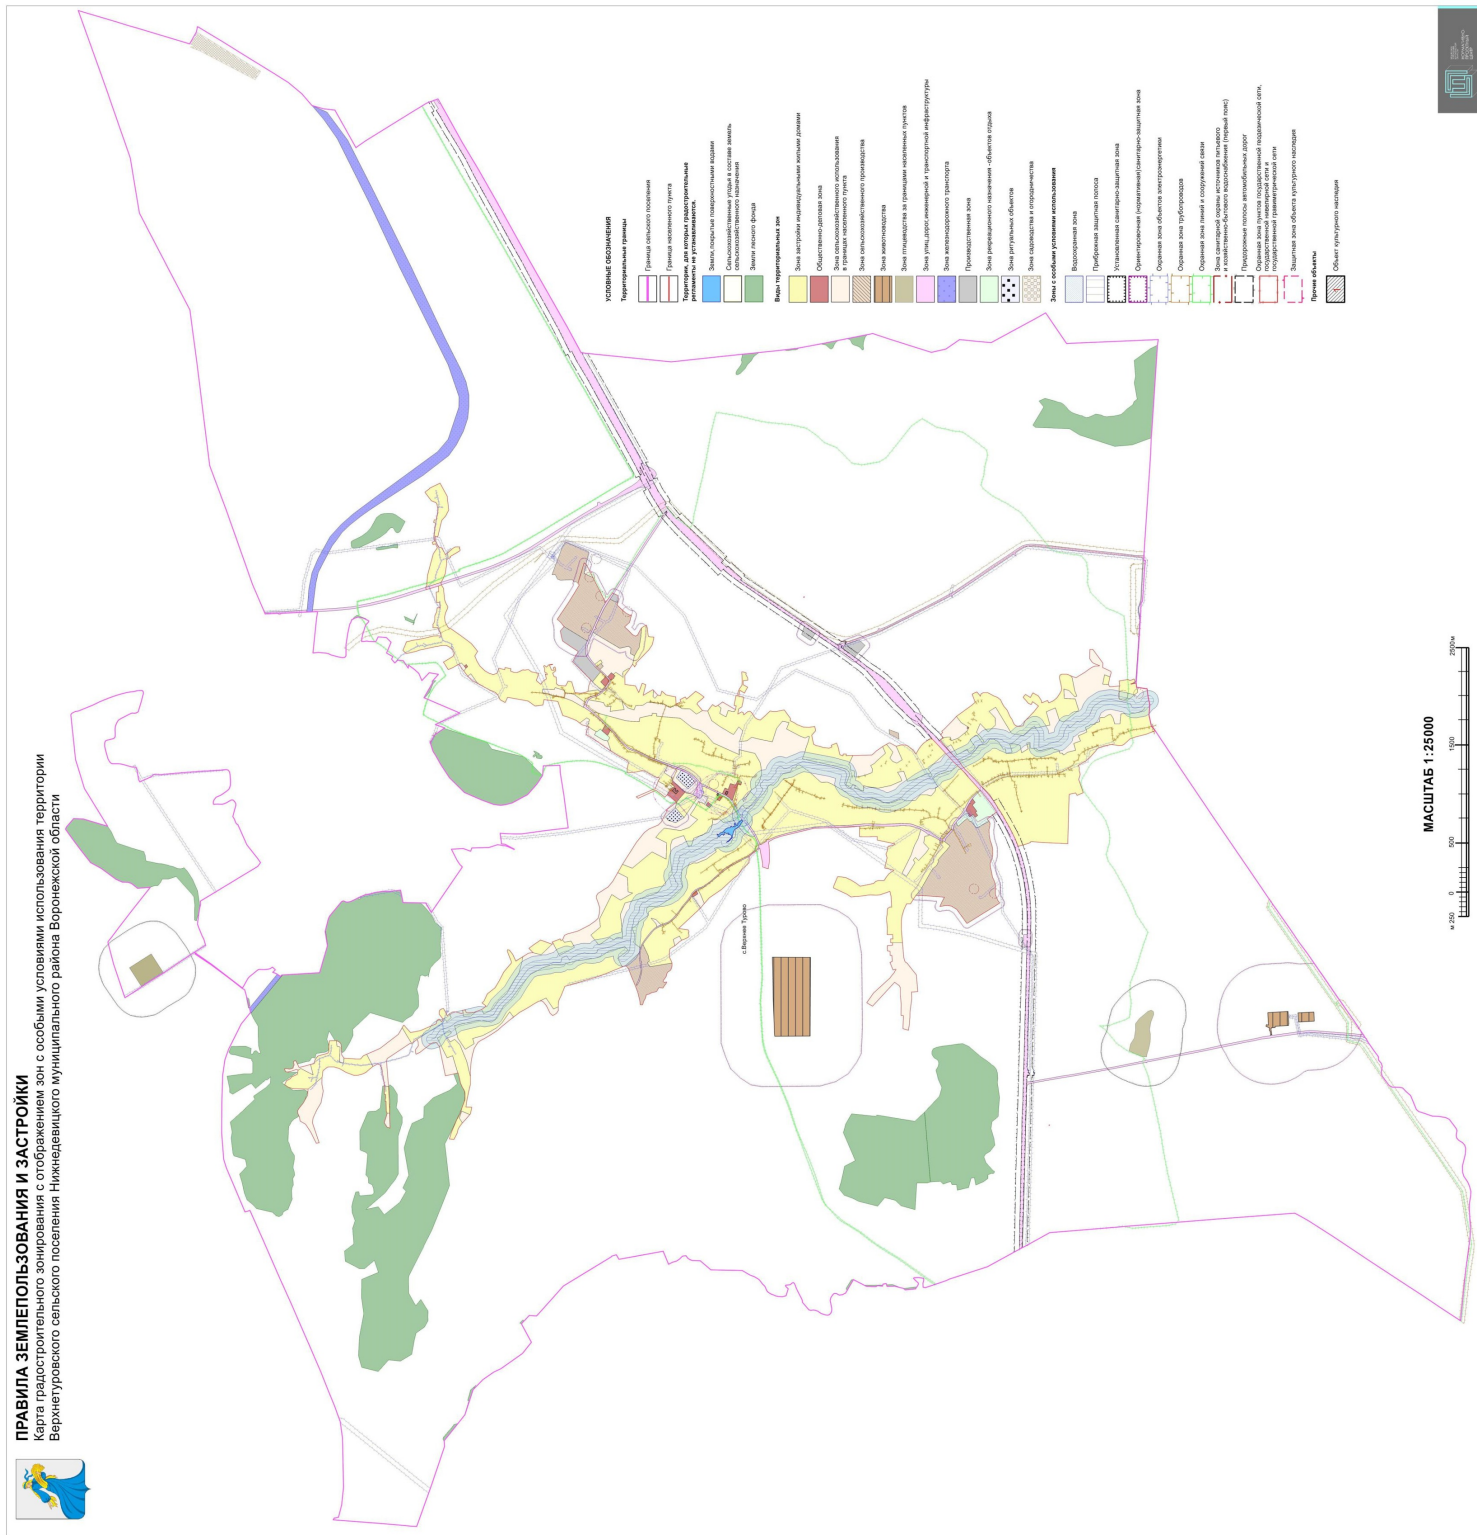 ПРАВИЛА ЗЕМЛЕПОЛЬЗОВАНИЯ И ЗАСТРОЙКИ
Карта градостроительного зонирования с отображением зон с особыми условиями использования территории
Верхнетуровского сельского поселения Нижнедевицкого муниципального района Воронежской области
УСЛОВНЫЕ ОБОЗНАЧЕНИЯ
Территориальные границы
Граница сельского поселения
Граница населенного пункта
Территории, для которых градостроительные
регламенты не устанавливаются.
Земли, покрытые поверхностными водами
Сельскохозяйственные угодья в составе земель
сельскохозяйственного назначения
Земли лесного фонда
Виды территориальных зон
Зона застройки индивидуальными жилыми домами
Общественно-деловая зона
Зона сельскохозяйственного использования
в границах населенного пункта
Зона сельскохозяйственного производства
Зона животноводства
Зона птицеводства за границами населенных пунктов
Зона улиц, дорог, инженерной и транспортной инфраструктуры
Зона железнодорожного транспорта
Производственная зона
Зона рекреационного назначения - объектов отдыха
Зона ритуальных объектов
Зона садоводства и огородничества
Зоны с особыми условиями использования
Водоохранная зона
Прибрежная защитная полоса
Установленная санитарно-защитная зона
Ориентировочная (нормативная) санитарно-защитная зона
Охранная зона объектов электроэнергетики
Охранная зона трубопроводов
Охранная зона линий и сооружений связи
Зона санитарной охраны источников питьевого
и хозяйственно-бытового водоснабжения (первый пояс)
Придорожные полосы автомобильных дорог
Охранная зона пунктов государственной геодезической сети,
государственной нивелирной сети и
государственной гравиметрической сети
Защитная зона объекта культурного наследия
Прочие объекты
Объект культурного наследия
с.Верхнее Турово
МАСШТАБ 1:25000
м 250 0 500 1500 2500м